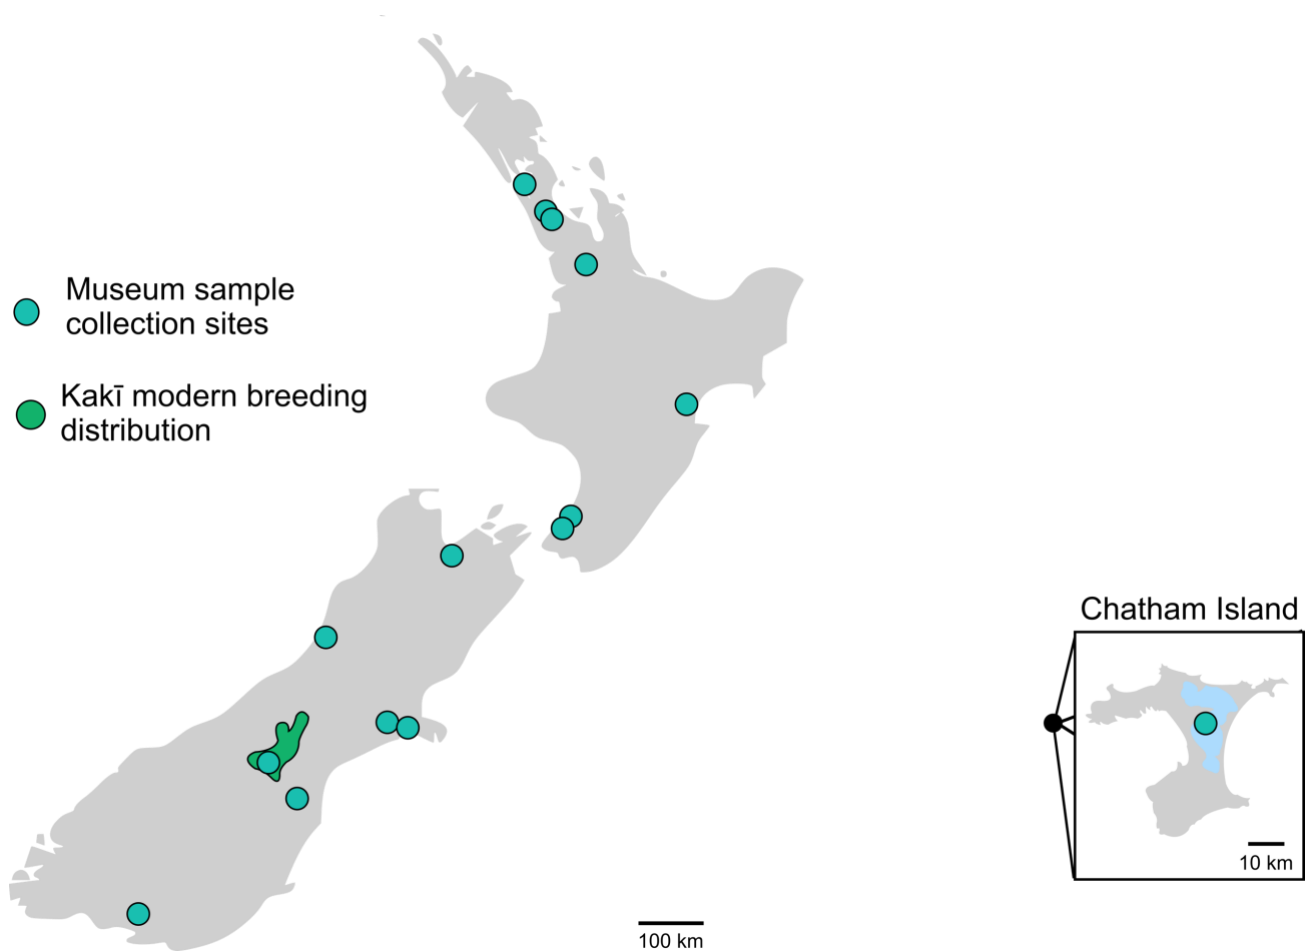 Museum sample
collection sites
Kakī modern breeding
distribution
Chatham Island
10 km
100 km